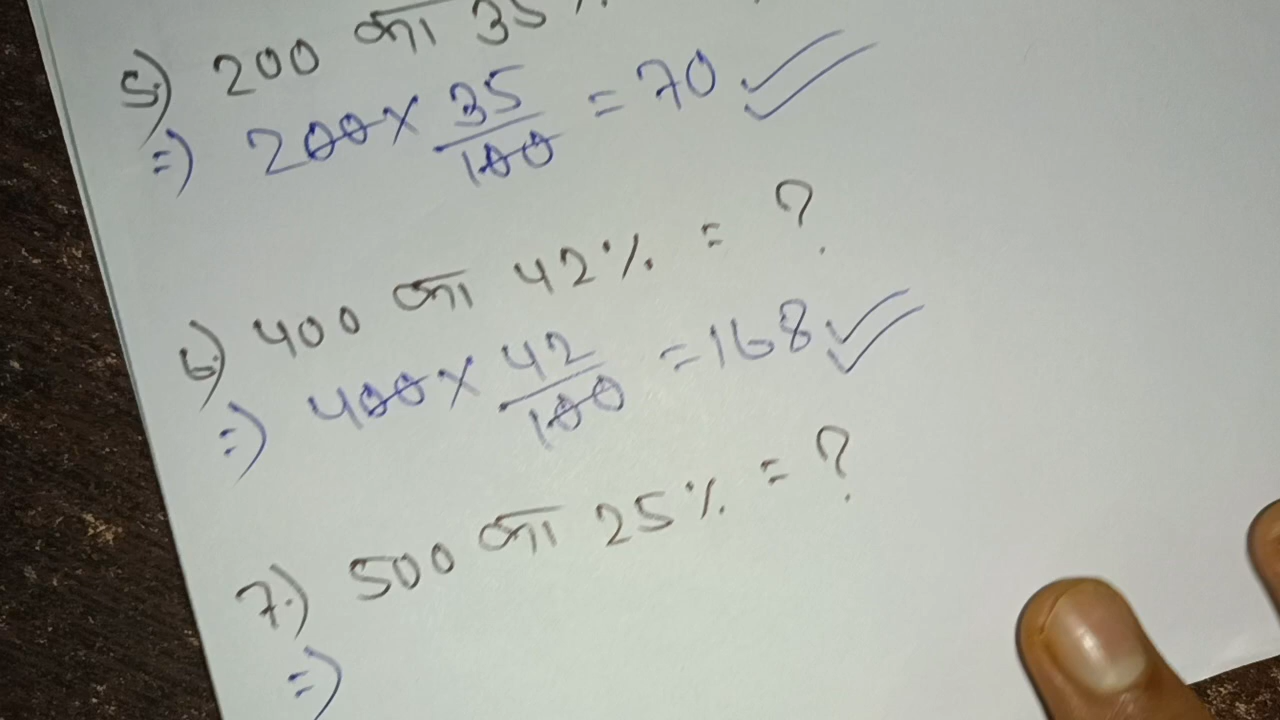 5.) 200 का 35%
=) 200 × 35/100 = 70
6.) 400 का 42% = ?
=) 400 × 42/100 = 168
7.) 500 का 25% = ?
=)